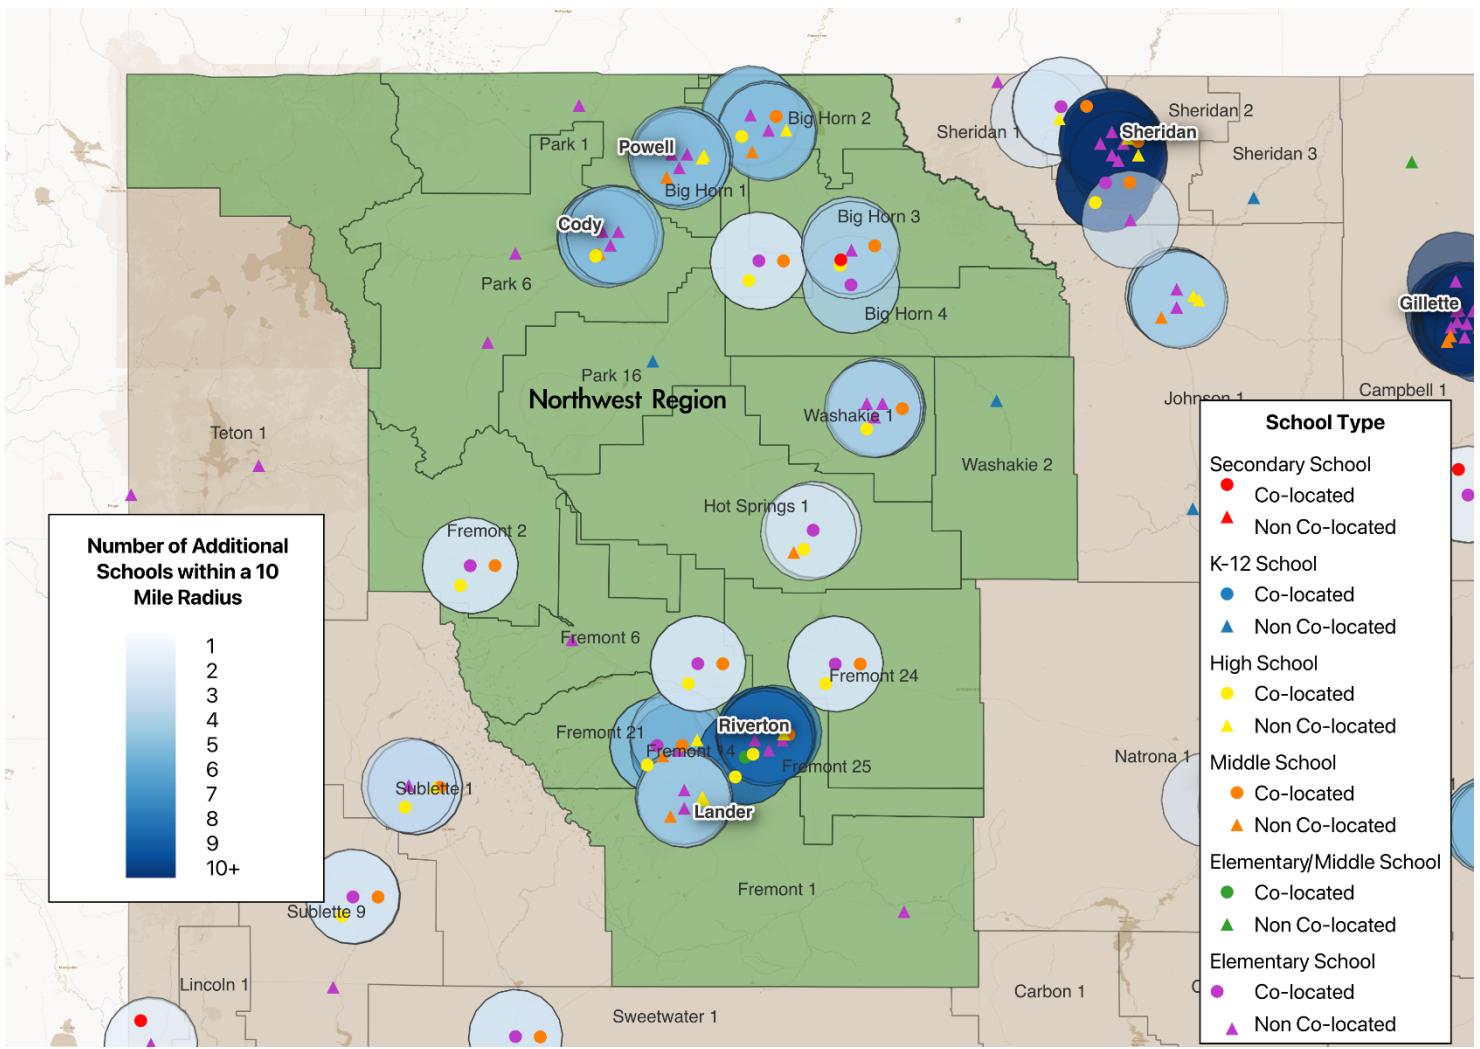 Sheridan 2
Sheridan 1
Sheridan
Sheridan 3
Big Horn 2
Park 1
Powell
Big Horn 1
Big Horn 3
Cody
Park 6
Big Horn 4
Gillette
Park 16
Northwest Region
Washakie 1
Johnson 1
Campbell 1
Teton 1
Washakie 2
Hot Springs 1
Fremont 2
Fremont 6
Fremont 24
Fremont 21
Riverton
Fremont 14
Fremont 25
Natrona 1
Sublette 1
Lander
Fremont 1
Sublette 9
Lincoln 1
Carbon 1
Sweetwater 1
Number of Additional
Schools within a 10
Mile Radius
1
2
3
4
5
6
7
8
9
10+
School Type
Secondary School
Co-located
Non Co-located
K-12 School
Co-located
Non Co-located
High School
Co-located
Non Co-located
Middle School
Co-located
Non Co-located
Elementary/Middle School
Co-located
Non Co-located
Elementary School
Co-located
Non Co-located